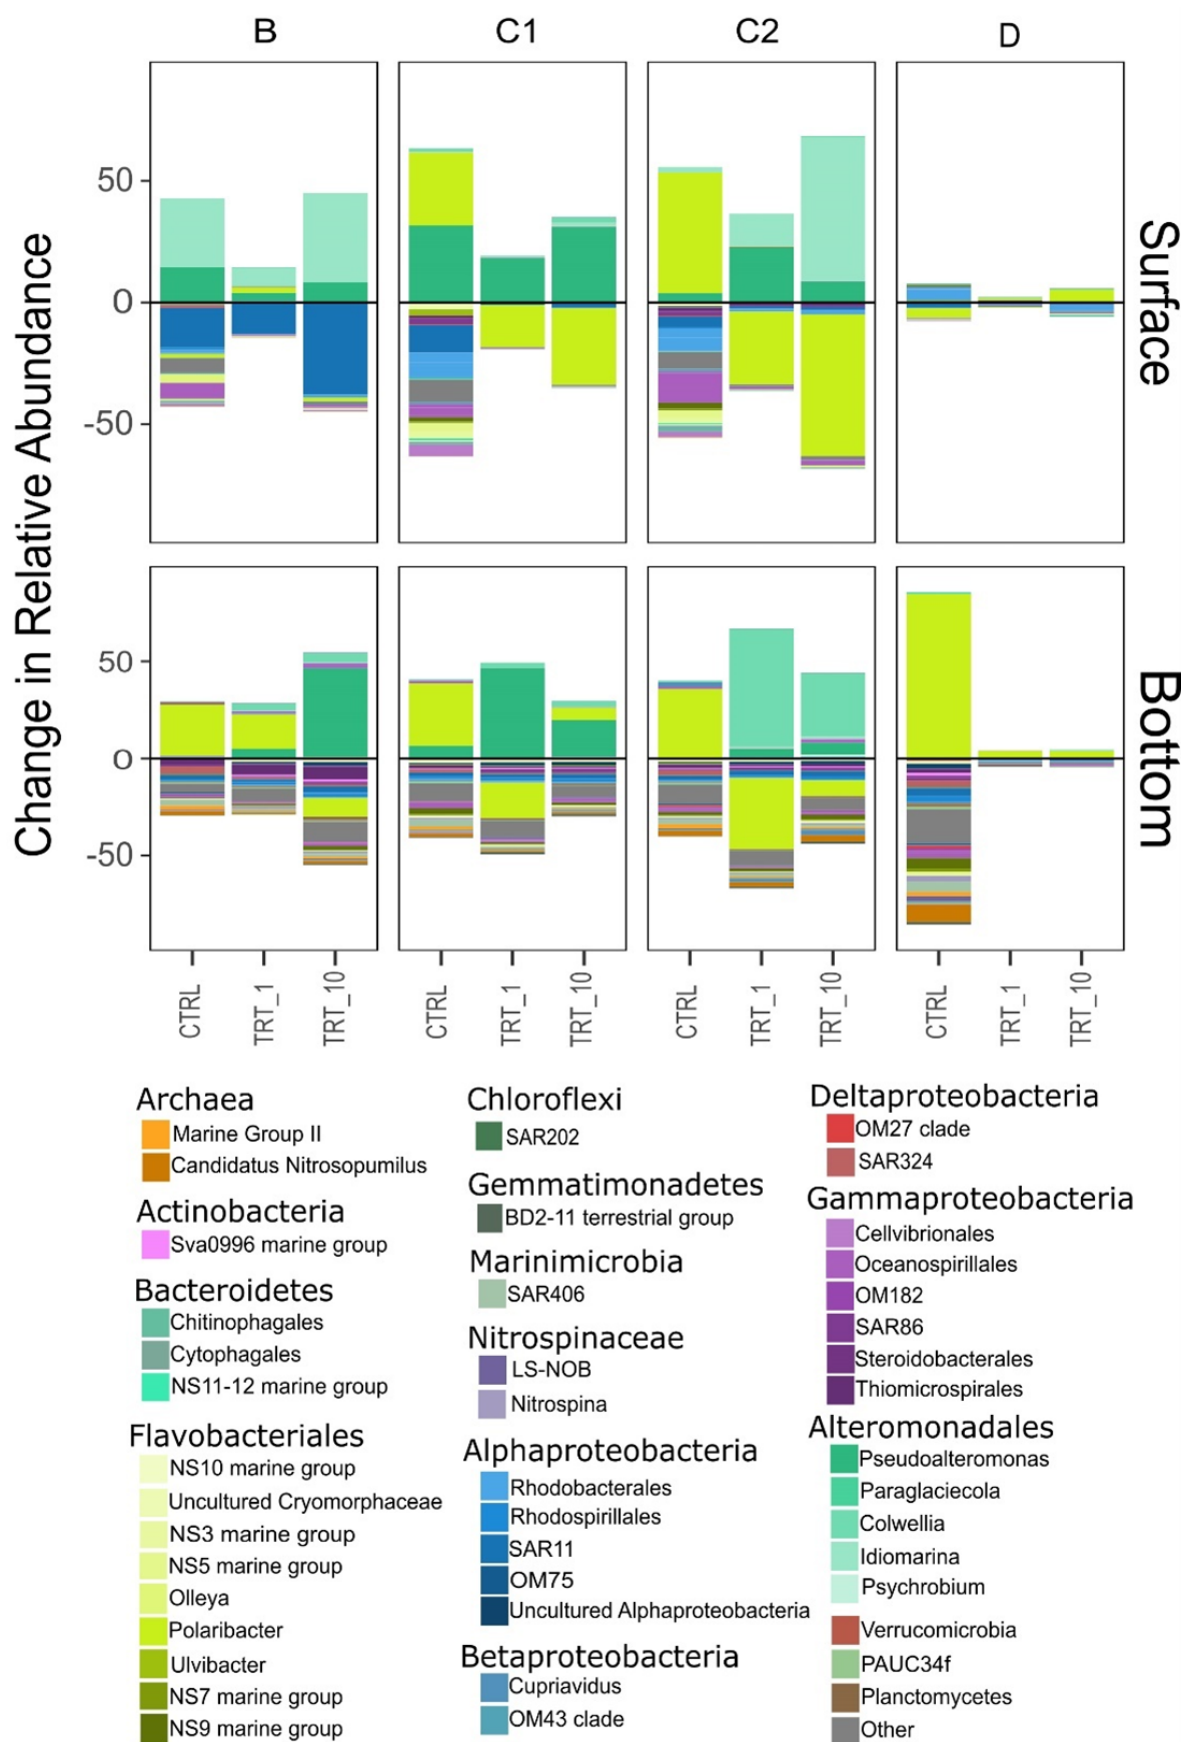 B
C1
C2
D
Change in Relative Abundance
50
0
-50
Surface
50
0
-50
Bottom
CTRL
TRT_1
TRT_10
CTRL
TRT_1
TRT_10
CTRL
TRT_1
TRT_10
CTRL
TRT_1
TRT_10
Archaea
Marine Group II
Candidatus Nitrosopumilus
Actinobacteria
Sva0996 marine group
Bacteroidetes
Chitinophagales
Cytophagales
NS11-12 marine group
Flavobacteriales
NS10 marine group
Uncultured Cryomorphaceae
NS3 marine group
NS5 marine group
Olleya
Polaribacter
Ulvibacter
NS7 marine group
NS9 marine group
Chloroflexi
SAR202
Gemmatimonadetes
BD2-11 terrestrial group
Marinimicrobia
SAR406
Nitrospinaceae
LS-NOB
Nitrospina
Alphaproteobacteria
Rhodobacterales
Rhodospirillales
SAR11
OM75
Uncultured Alphaproteobacteria
Betaproteobacteria
Cupriavidus
OM43 clade
Deltaproteobacteria
OM27 clade
SAR324
Gammaproteobacteria
Cellvibrionales
Oceanospirillales
OM182
SAR86
Steroidobacterales
Thiomicrospirales
Alteromonadales
Pseudoalteromonas
Paraglaciecola
Colwellia
Idiomarina
Psychrobium
Verrucomicrobia
PAUC34f
Planctomycetes
Other